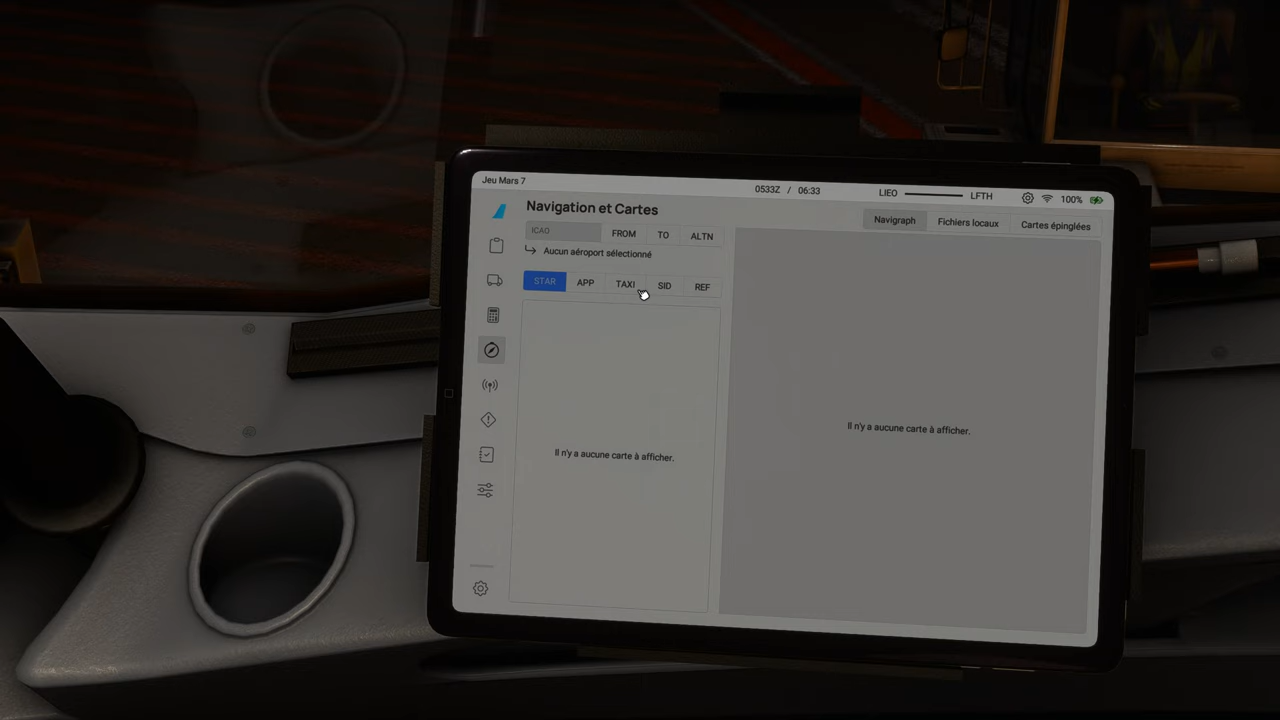 Jeu Mars 7
0533Z / 06:33
LIEO LFTH
100%
Navigation et Cartes
Navigraph Fichiers locaux Cartes épinglées
ICAO FROM TO ALTN
Aucun aéroport sélectionné
STAR APP TAXI SID REF
Il n'y a aucune carte à afficher.
Il n'y a aucune carte à afficher.